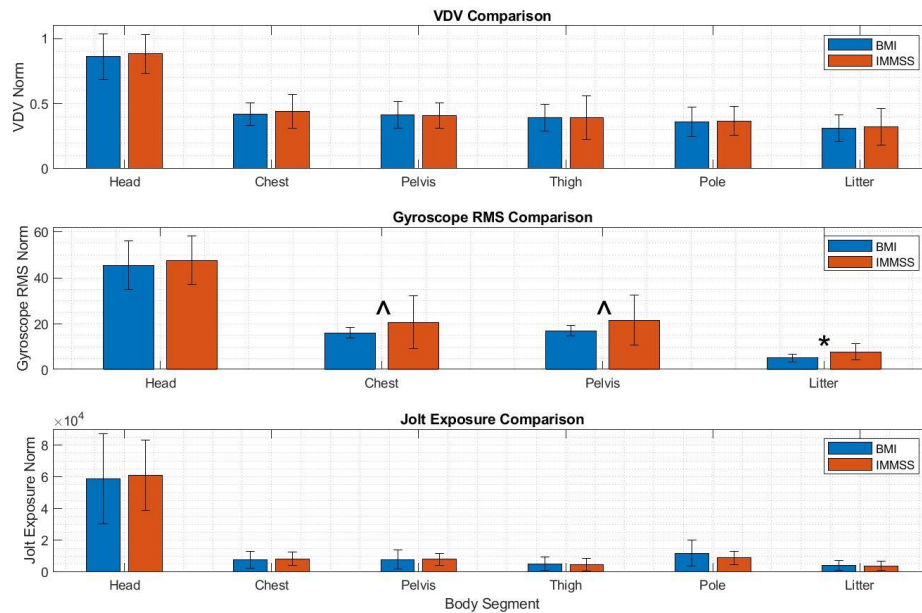 VDV Comparison
1
0.5
0
VDV Norm
BMI
IMMSS
Head Chest Pelvis Thigh Pole Litter
Gyroscope RMS Comparison
60
40
20
0
Gyroscope RMS Norm
BMI
IMMSS
^ ^ *
Head Chest Pelvis Litter
Jolt Exposure Comparison
×10⁴
8
6
4
2
0
Jolt Exposure Norm
BMI
IMMSS
Head Chest Pelvis Thigh Pole Litter
Body Segment